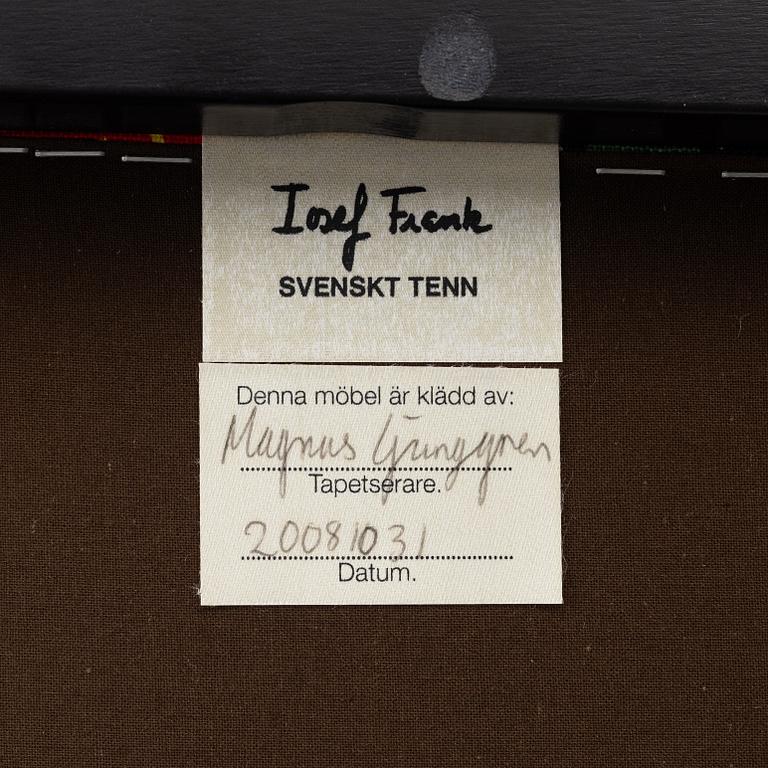 Josef Frank
SVENSKT TENN
Denna möbel är klädd av:
Magnus Ljunggren
Tapetserare.
20081031
Datum.